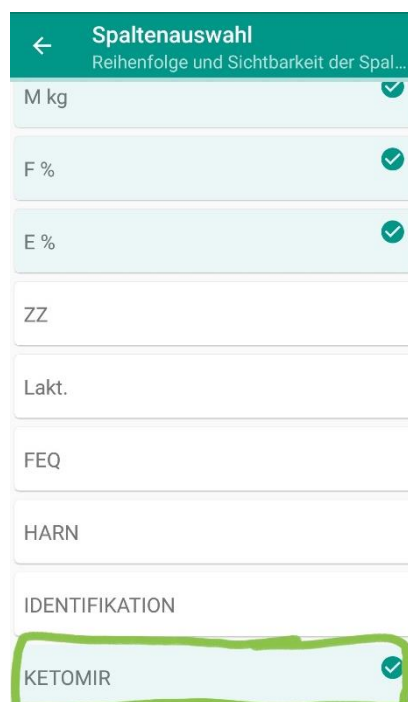 Spaltenauswahl
Reihenfolge und Sichtbarkeit der Spal...
M kg
F %
E %
ZZ
Lakt.
FEQ
HARN
IDENTIFIKATION
KETOMIR